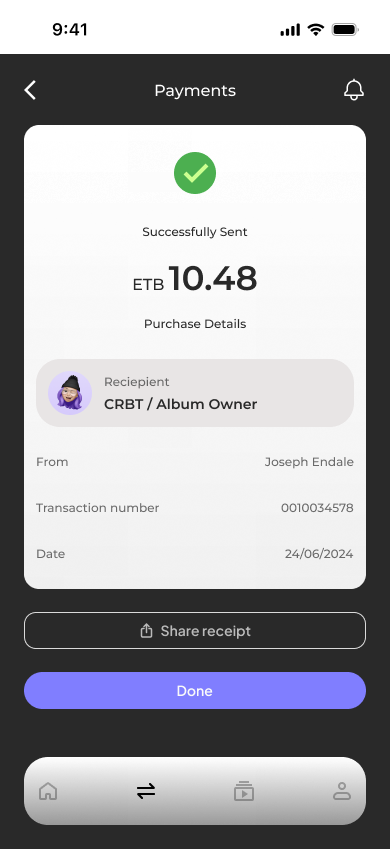 9:41
Payments
Successfully Sent
ETB 10.48
Purchase Details
Reciepient
CRBT / Album Owner
From Joseph Endale
Transaction number 0010034578
Date 24/06/2024
Share receipt
Done